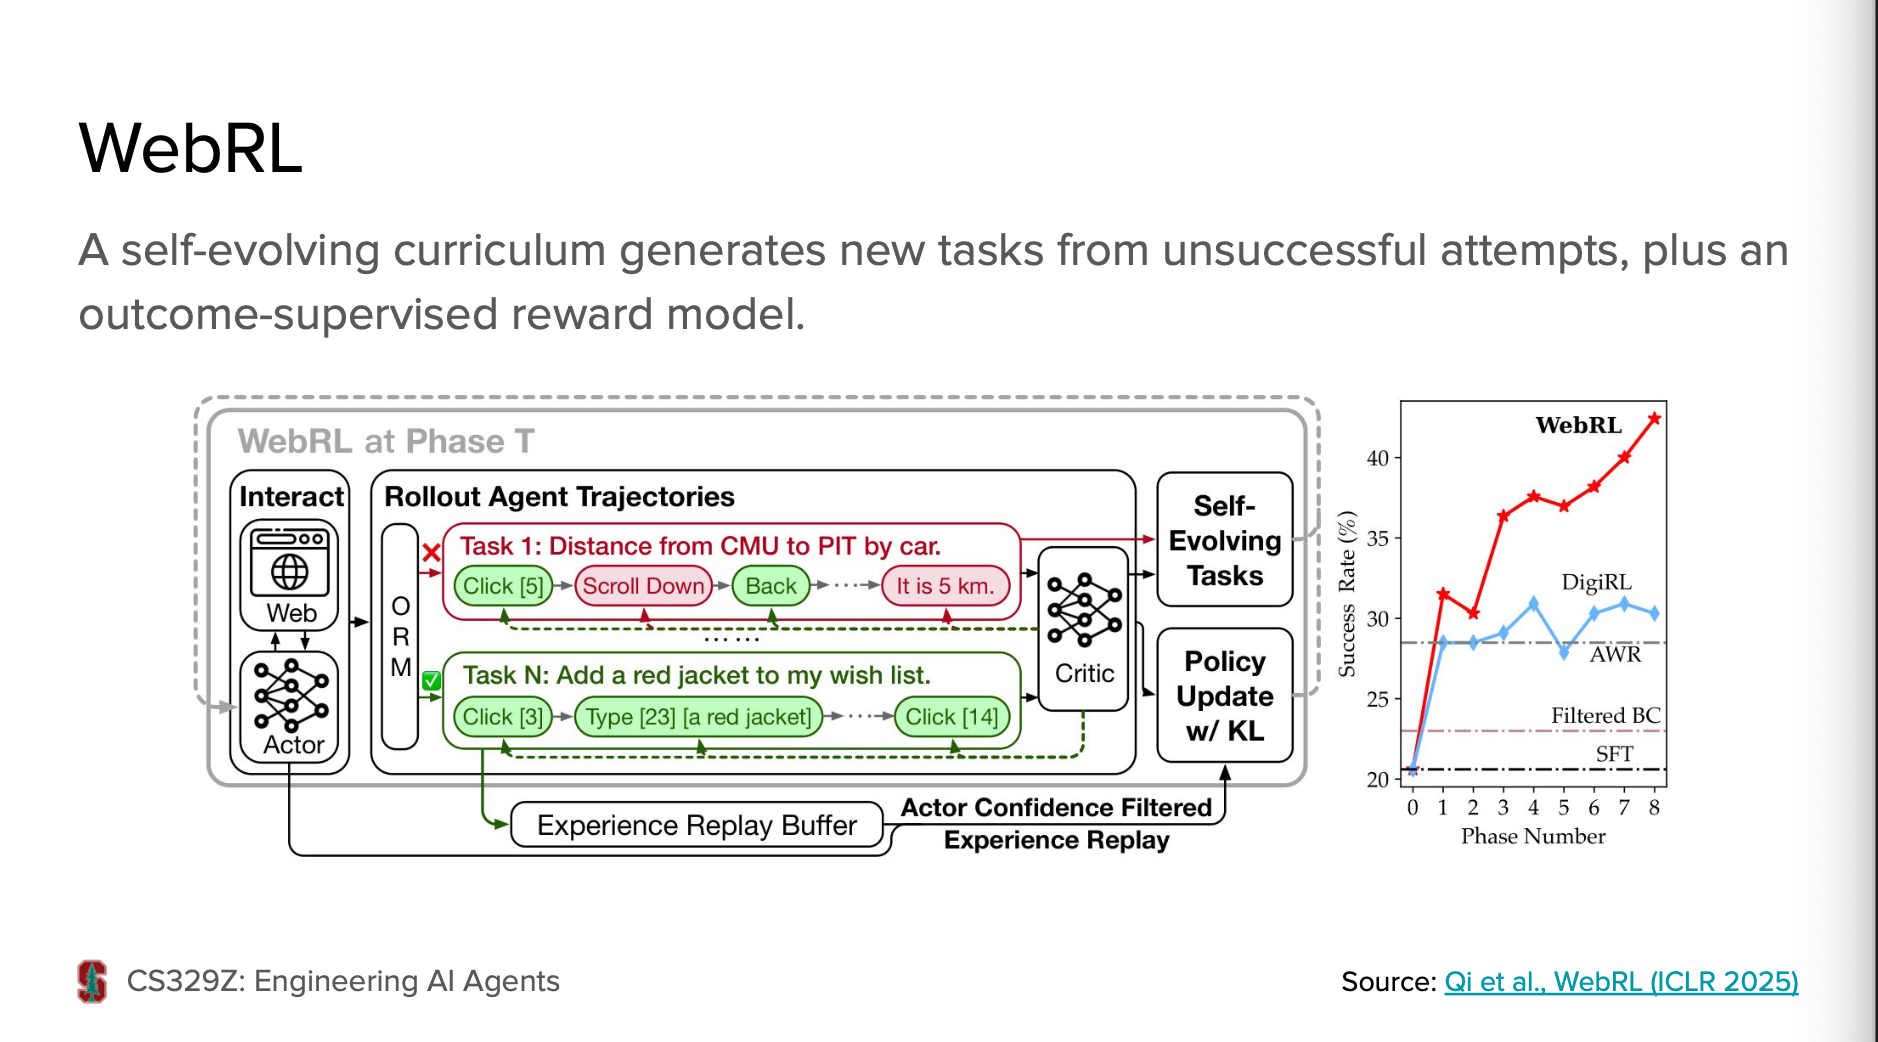 WebRL
A self-evolving curriculum generates new tasks from unsuccessful attempts, plus an
outcome-supervised reward model.
WebRL at Phase T
Interact
Web
Actor
Rollout Agent Trajectories
O
R
M
Task 1: Distance from CMU to PIT by car.
Click [5]
Scroll Down
Back
It is 5 km.
Task N: Add a red jacket to my wish list.
Click [3]
Type [23] [a red jacket]
Click [14]
Critic
Self-
Evolving
Tasks
Policy
Update
w/ KL
Experience Replay Buffer
Actor Confidence Filtered
Experience Replay
Success Rate (%)
40
35
30
25
20
WebRL
DigiRL
AWR
Filtered BC
SFT
0 1 2 3 4 5 6 7 8
Phase Number
CS329Z: Engineering AI Agents
Source: Qi et al., WebRL (ICLR 2025)